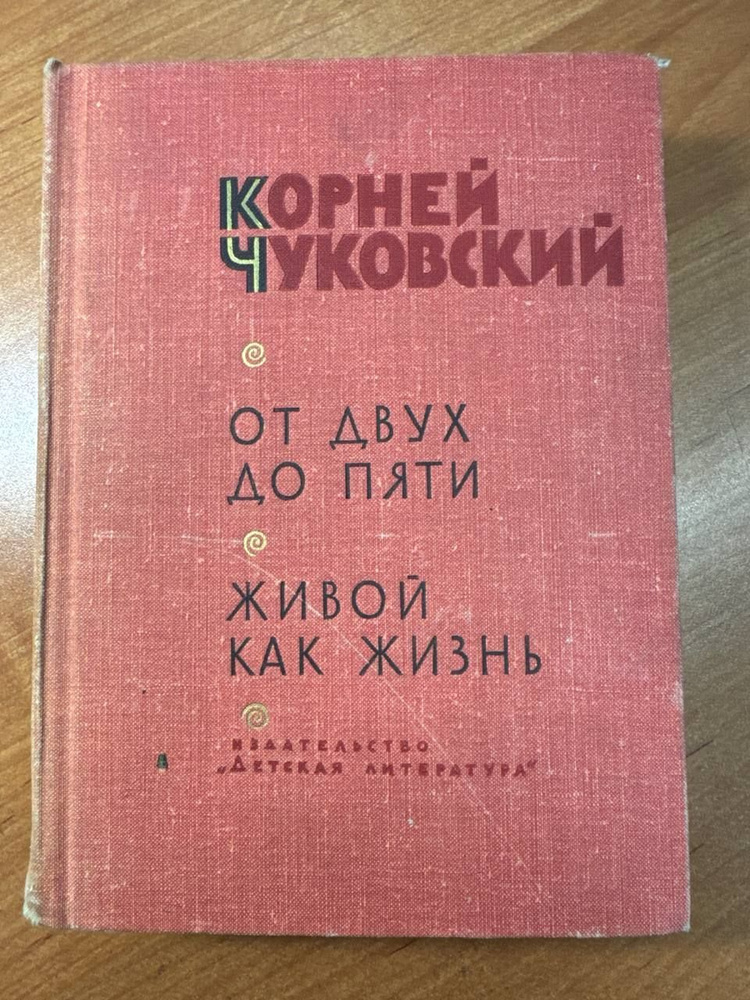 КОРНЕЙ
ЧУКОВСКИЙ
ОТ ДВУХ
ДО ПЯТИ
ЖИВОЙ
КАК ЖИЗНЬ
ИЗДАТЕЛЬСТВО
„ДЕТСКАЯ ЛИТЕРАТУРА“